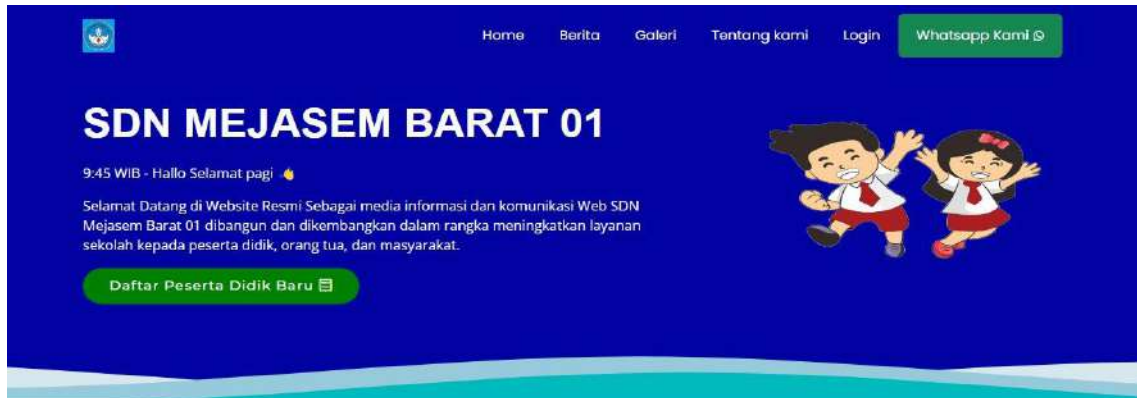 Home Berita Galeri Tentang kami Login Whatsapp Kami
SDN MEJASEM BARAT 01
9:45 WIB - Hallo Selamat pagi
Selamat Datang di Website Resmi Sebagai media informasi dan komunikasi Web SDN
Mejasem Barat 01 dibangun dan dikembangkan dalam rangka meningkatkan layanan
sekolah kepada peserta didik, orang tua, dan masyarakat.
Daftar Peserta Didik Baru